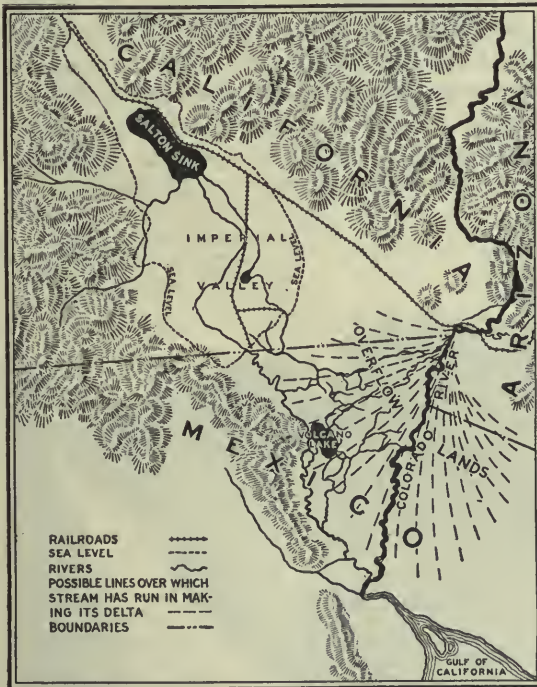 CALIFORNIA
ARIZONA
SALTON SINK
IMPERIAL
VALLEY
SEA LEVEL
SEA LEVEL
OVERFLOW
LANDS
COLORADO RIVER
VOLCANO
LAKE
MEXICO
RAILROADS
SEA LEVEL
RIVERS
POSSIBLE LINES OVER WHICH
STREAM HAS RUN IN MAK-
ING ITS DELTA
BOUNDARIES
GULF OF
CALIFORNIA